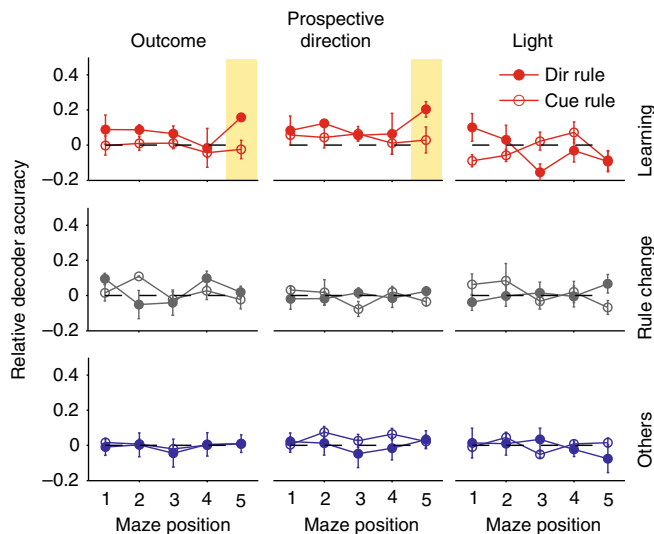 Outcome
Prospective
direction
Light
Relative decoder accuracy
0.4
0.2
0
−0.2
Dir rule
Cue rule
Learning
0.4
0.2
0
−0.2
Rule change
0.4
0.2
0
−0.2
Others
1 2 3 4 5
1 2 3 4 5
1 2 3 4 5
Maze position
Maze position
Maze position